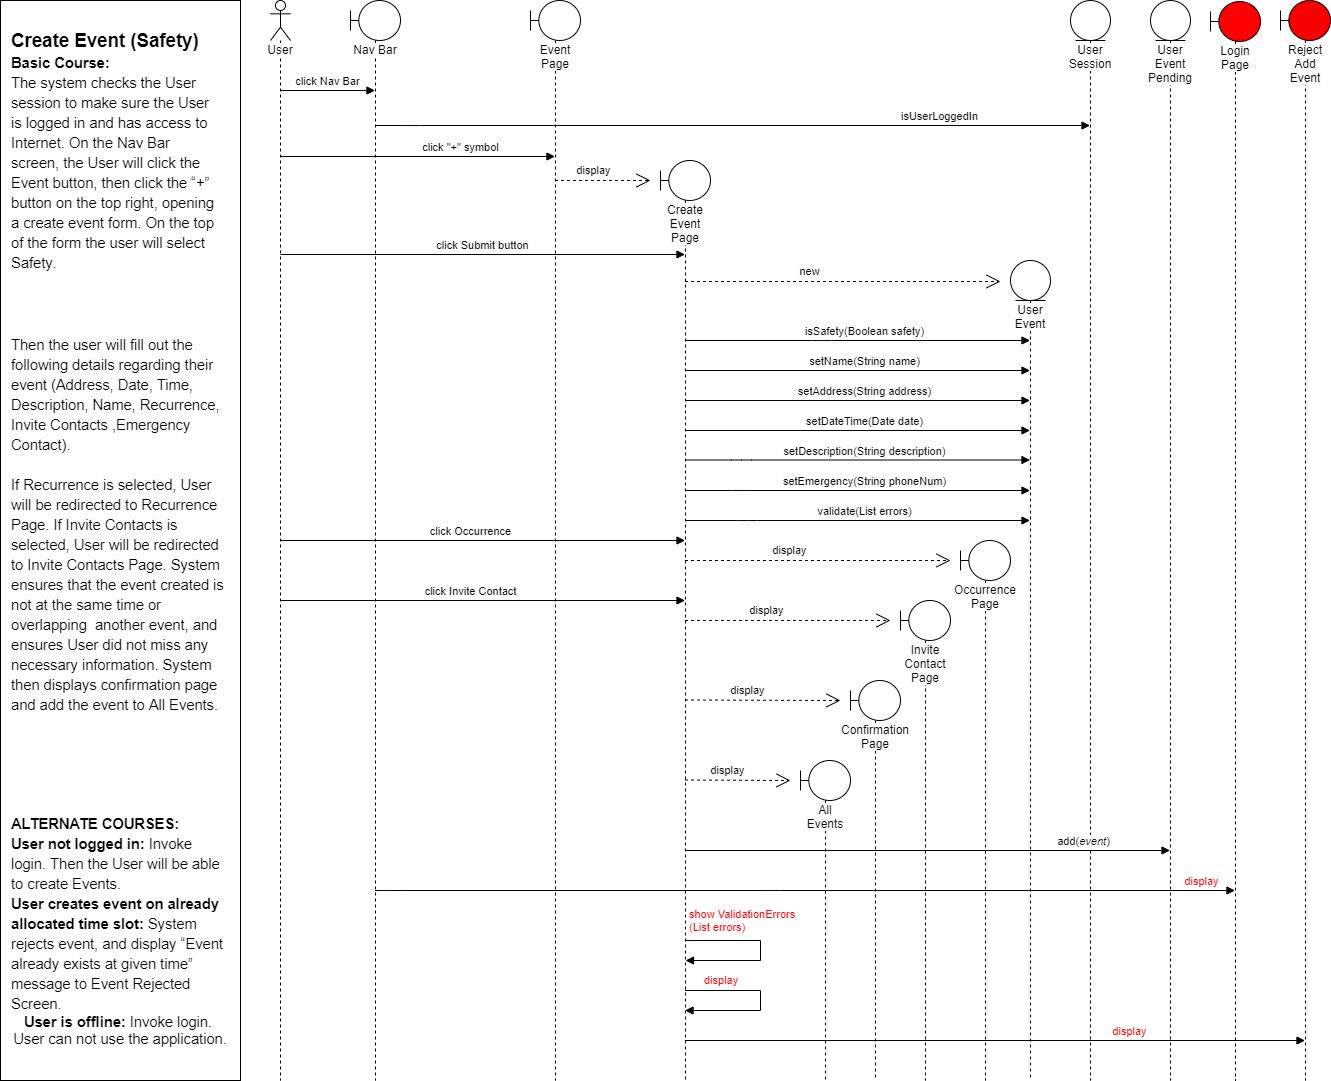 Create Event (Safety)
Basic Course:
The system checks the User
session to make sure the User
is logged in and has access to
Internet. On the Nav Bar
screen, the User will click the
Event button, then click the “+”
button on the top right, opening
a create event form. On the top
of the form the user will select
Safety.
Then the user will fill out the
following details regarding their
event (Address, Date, Time,
Description, Name, Recurrence,
Invite Contacts ,Emergency
Contact).
If Recurrence is selected, User
will be redirected to Recurrence
Page. If Invite Contacts is
selected, User will be redirected
to Invite Contacts Page. System
ensures that the event created is
not at the same time or
overlapping  another event, and
ensures User did not miss any
necessary information. System
then displays confirmation page
and add the event to All Events.
ALTERNATE COURSES:
User not logged in: Invoke
login. Then the User will be able
to create Events.
User creates event on already
allocated time slot: System
rejects event, and display “Event
already exists at given time”
message to Event Rejected
Screen.
User is offline: Invoke login.
User can not use the application.
User
Nav Bar
Event
Page
User
Session
User
Event
Pending
Login
Page
Reject
Add
Event
click Nav Bar
isUserLoggedIn
click "+" symbol
display
Create
Event
Page
click Submit button
new
User
Event
isSafety(Boolean safety)
setName(String name)
setAddress(String address)
setDateTime(Date date)
setDescription(String description)
setEmergency(String phoneNum)
validate(List errors)
click Occurrence
display
Occurrence
Page
click Invite Contact
display
Invite
Contact
Page
display
Confirmation
Page
display
All
Events
add(event)
display
show ValidationErrors
(List errors)
display
display